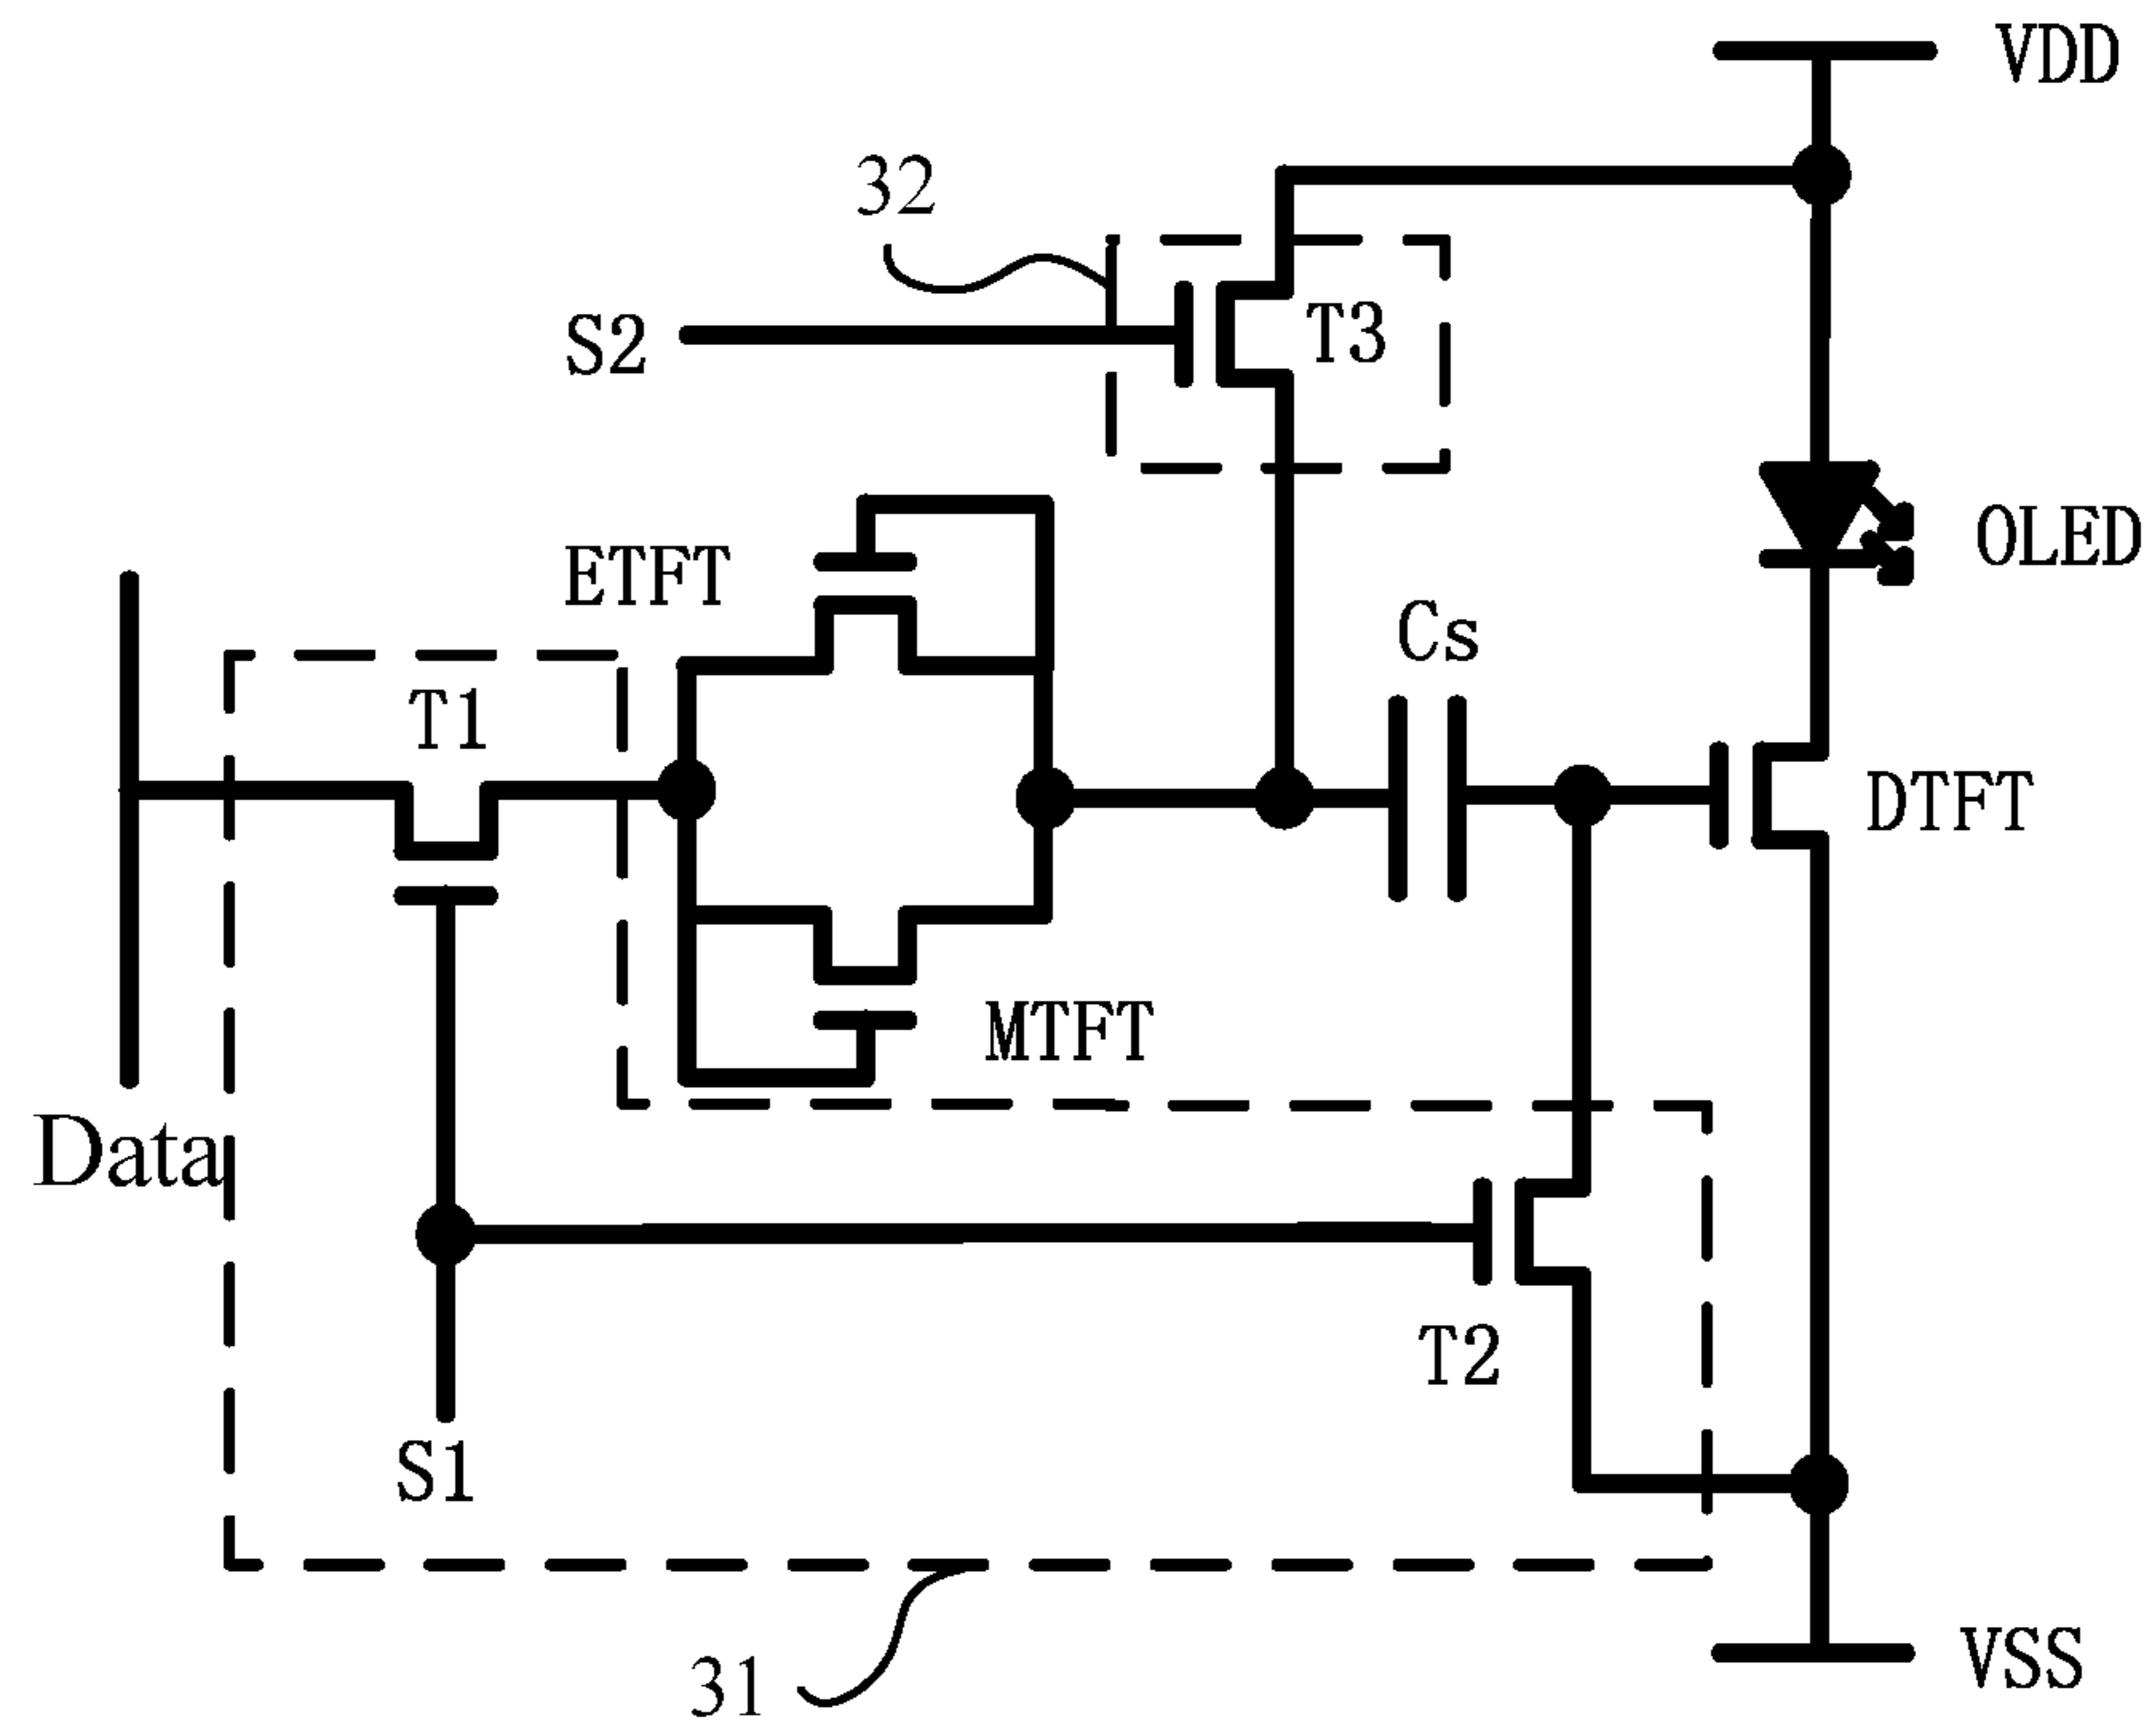 VDD
32
S2
T3
ETFT
OLED
Cs
T1
DTFT
MTFT
Data
T2
S1
VSS
31